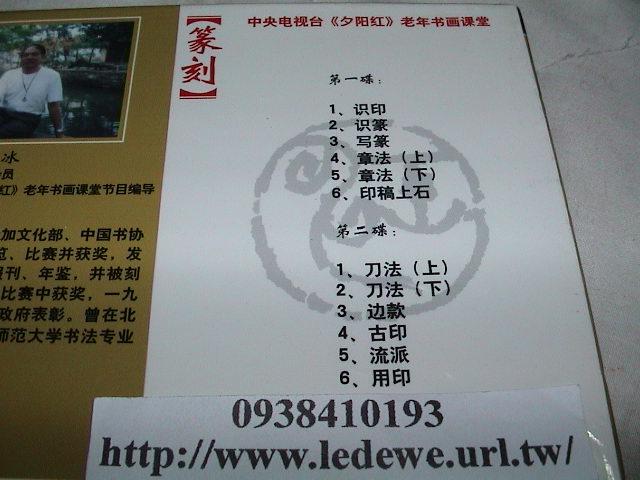 【篆刻】
中央电视台《夕阳红》老年书画课堂
第一碟：
1、识印
2、识篆
3、写篆
4、章法（上）
5、章法（下）
6、印稿上石
第二碟：
1、刀法（上）
2、刀法（下）
3、边款
4、古印
5、流派
6、用印
冰
员
红》老年书画课堂节目编导
加文化部、中国书协
览、比赛并获奖，发
报刊、年鉴，并被刻
比赛中获奖，一九
政府表彰。曾在北
师范大学书法专业
0938410193
http://www.ledewe.url.tw/